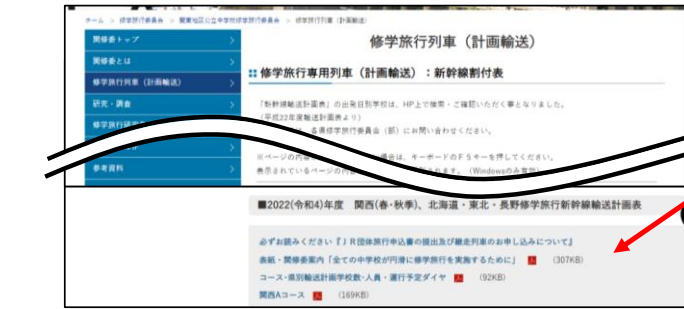 ホーム > 修学旅行委員会 > 関東地区公立中学校修学旅行委員会 > 修学旅行列車（計画輸送）
関修委トップ
関修委とは
修学旅行列車（計画輸送）
研究・調査
修学旅行研究
参考資料
修学旅行列車（計画輸送）
修学旅行専用列車（計画輸送）：新幹線割付表
「新幹線輸送計画表」の出発日別学校は、HP上で検索・ご確認いただく事となりました。
（平成22年度輸送計画表より）
は、各県修学旅行委員会（部）にお問い合わせください。
※ページの内容 場合は、キーボードのF5キーを押してください。
表示されているページの内容 されます。（Windowsのみ有効）
■2022(令和4)年度 関西(春・秋季)、北海道・東北・長野修学旅行新幹線輸送計画表
必ずお読みください『JR団体旅行申込書の提出及び継走列車のお申し込みについて』
表紙・関修委案内「全ての中学校が円滑に修学旅行を実施するために」 (307KB)
コース・県別輸送計画学校数・人員・運行予定ダイヤ (92KB)
関西Aコース (169KB)